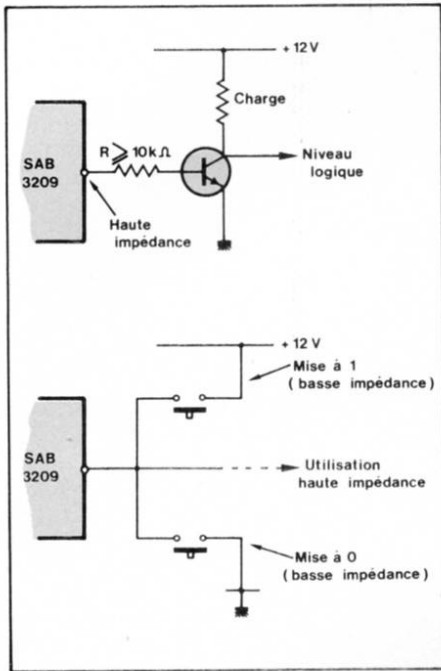 + 12 V
Charge
R ⩾ 10 k Ω
SAB
3209
Niveau
logique
Haute
impédance
+ 12 V
Mise à 1
( basse impédance )
SAB
3209
Utilisation
haute impédance
Mise à 0
( basse impédance )